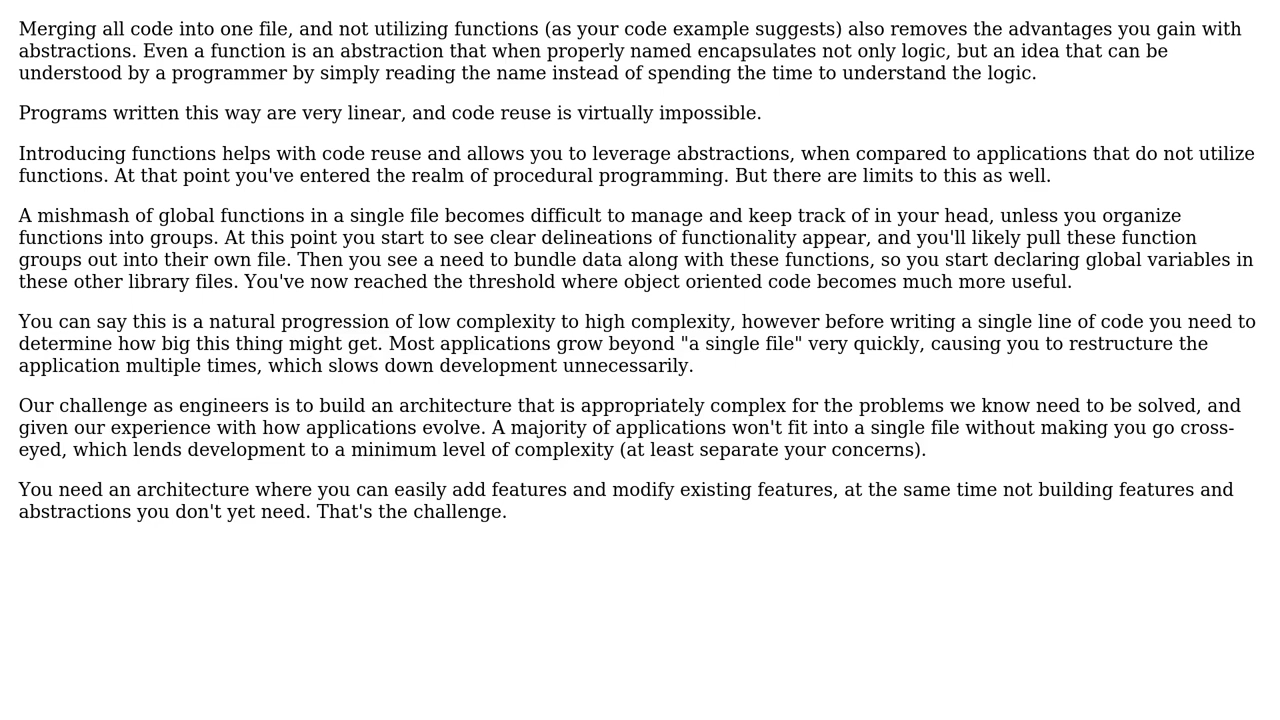 Merging all code into one file, and not utilizing functions (as your code example suggests) also removes the advantages you gain with
abstractions. Even a function is an abstraction that when properly named encapsulates not only logic, but an idea that can be
understood by a programmer by simply reading the name instead of spending the time to understand the logic.
Programs written this way are very linear, and code reuse is virtually impossible.
Introducing functions helps with code reuse and allows you to leverage abstractions, when compared to applications that do not utilize
functions. At that point you've entered the realm of procedural programming. But there are limits to this as well.
A mishmash of global functions in a single file becomes difficult to manage and keep track of in your head, unless you organize
functions into groups. At this point you start to see clear delineations of functionality appear, and you'll likely pull these function
groups out into their own file. Then you see a need to bundle data along with these functions, so you start declaring global variables in
these other library files. You've now reached the threshold where object oriented code becomes much more useful.
You can say this is a natural progression of low complexity to high complexity, however before writing a single line of code you need to
determine how big this thing might get. Most applications grow beyond "a single file" very quickly, causing you to restructure the
application multiple times, which slows down development unnecessarily.
Our challenge as engineers is to build an architecture that is appropriately complex for the problems we know need to be solved, and
given our experience with how applications evolve. A majority of applications won't fit into a single file without making you go cross-
eyed, which lends development to a minimum level of complexity (at least separate your concerns).
You need an architecture where you can easily add features and modify existing features, at the same time not building features and
abstractions you don't yet need. That's the challenge.